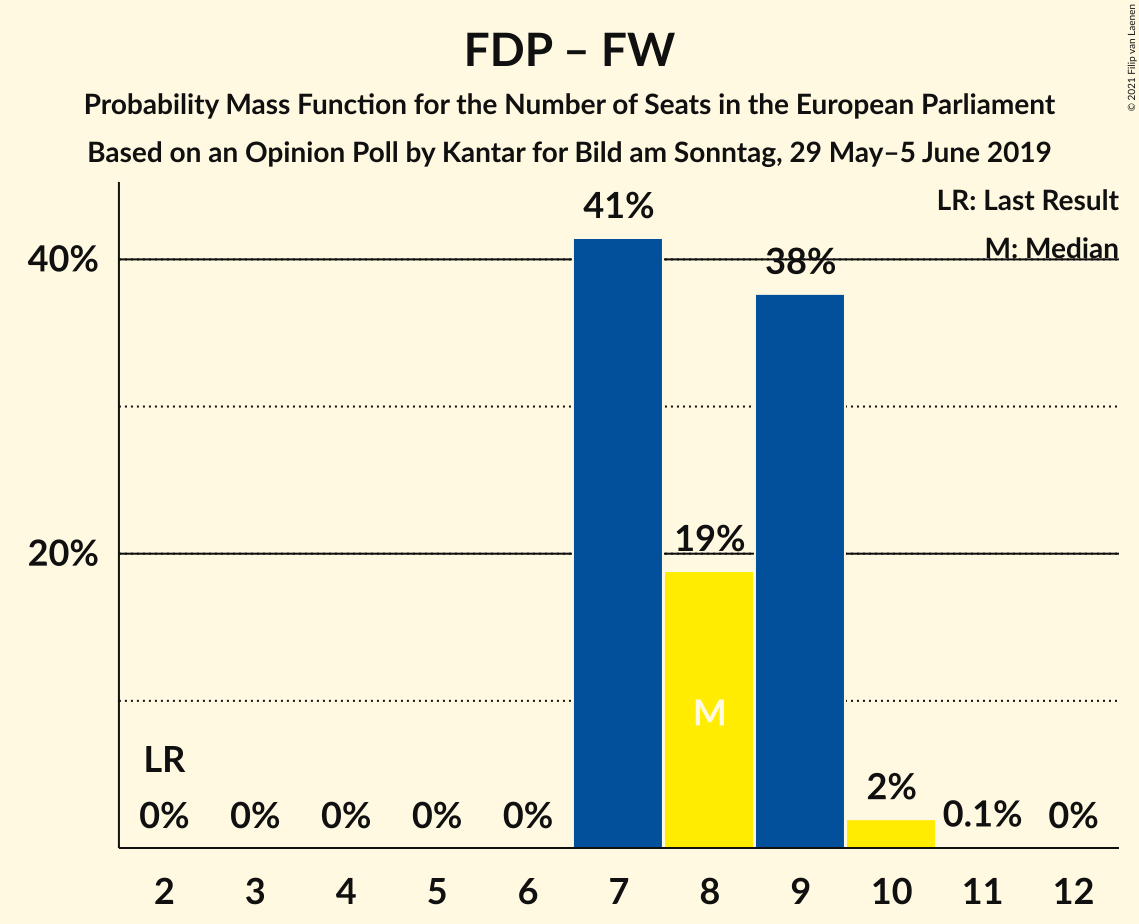 FDP – FW
Probability Mass Function for the Number of Seats in the European Parliament
Based on an Opinion Poll by Kantar for Bild am Sonntag, 29 May–5 June 2019
© 2021 Filip van Laenen
LR: Last Result
M: Median
41%
40%
38%
20%
19%
M
LR
0%
0%
0%
0%
0%
2%
0.1%
0%
2 3 4 5 6 7 8 9 10 11 12